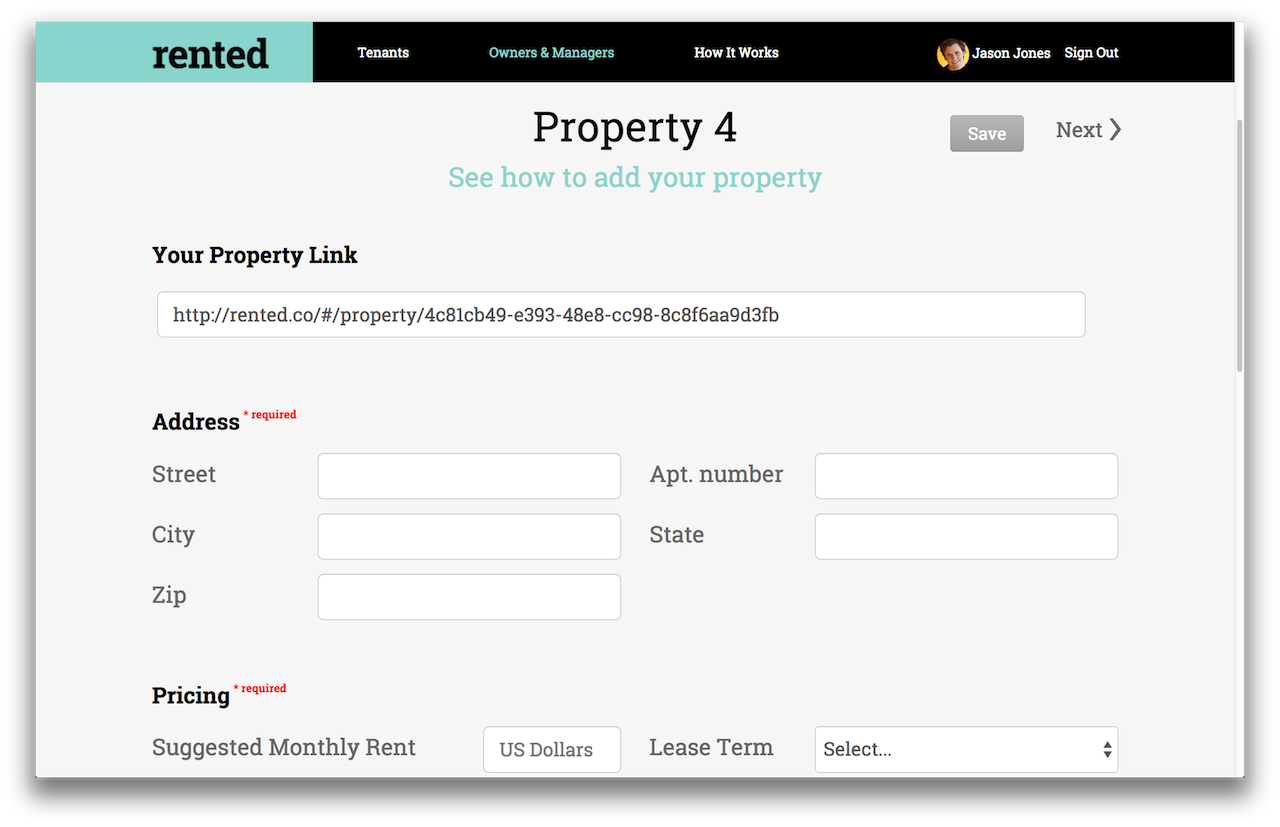 rented Tenants Owners & Managers How It Works Jason Jones Sign Out
Property 4 Save Next
See how to add your property
Your Property Link
http://rented.co/#/property/4c81cb49-e393-48e8-cc98-8c8f6aa9d3fb
Address * required
Street Apt. number
City State
Zip
Pricing * required
Suggested Monthly Rent US Dollars Lease Term Select...